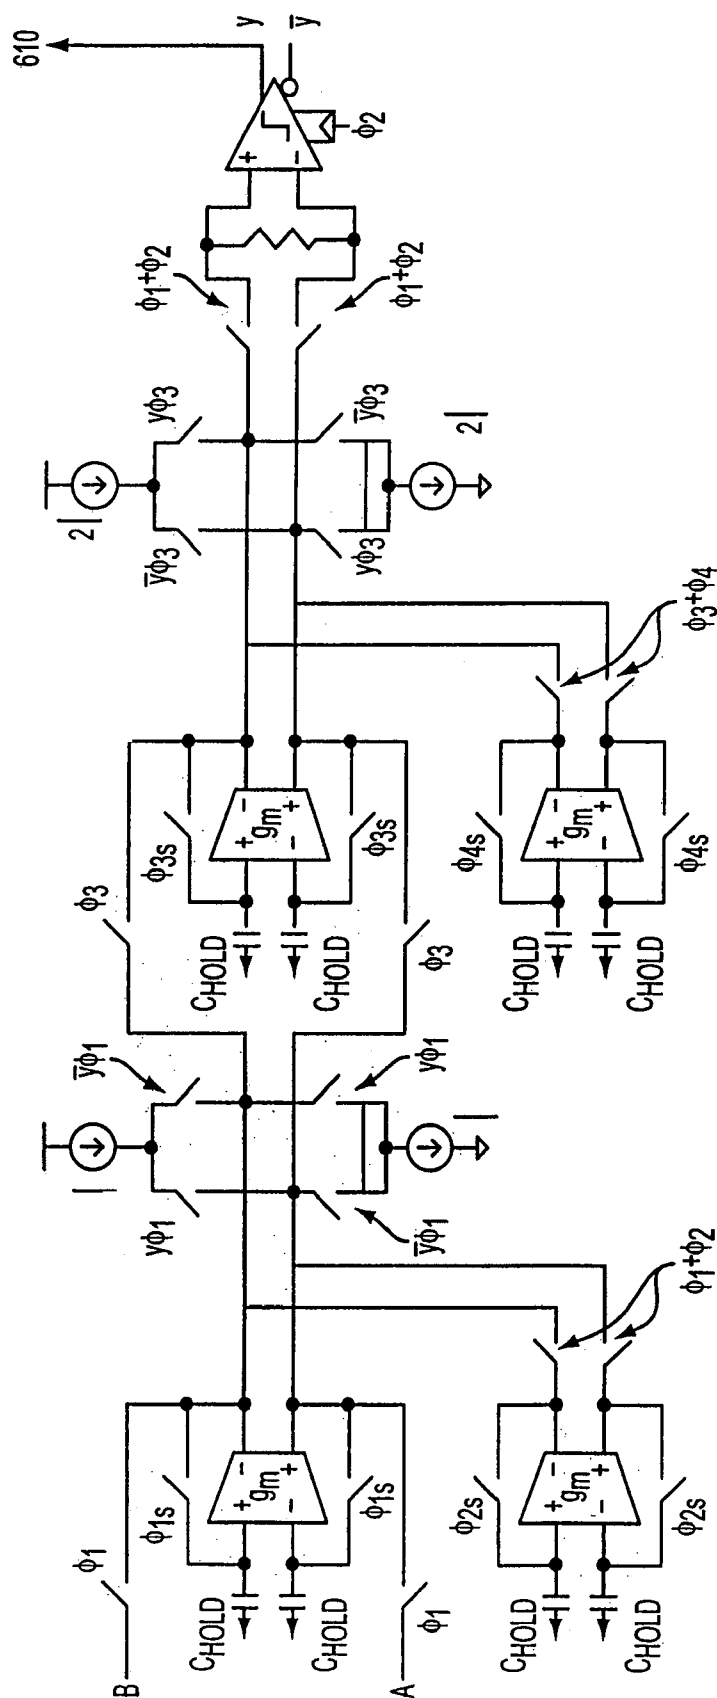 610
I
2I
φ1
φ3
B
yφ1
ȳφ1
ȳφ3
yφ3
φ1+φ2
φ1s
φ3s
CHOLD
+ gm −
− +
CHOLD
+ gm −
− +
+
−
y
ȳ
CHOLD
φ1s
CHOLD
φ3s
φ2
A
φ1
ȳφ1
yφ1
φ3
yφ3
ȳφ3
φ1+φ2
I
2I
φ2s
φ4s
CHOLD
+ gm −
− +
CHOLD
+ gm −
− +
CHOLD
φ2s
φ1+φ2
CHOLD
φ4s
φ3+φ4